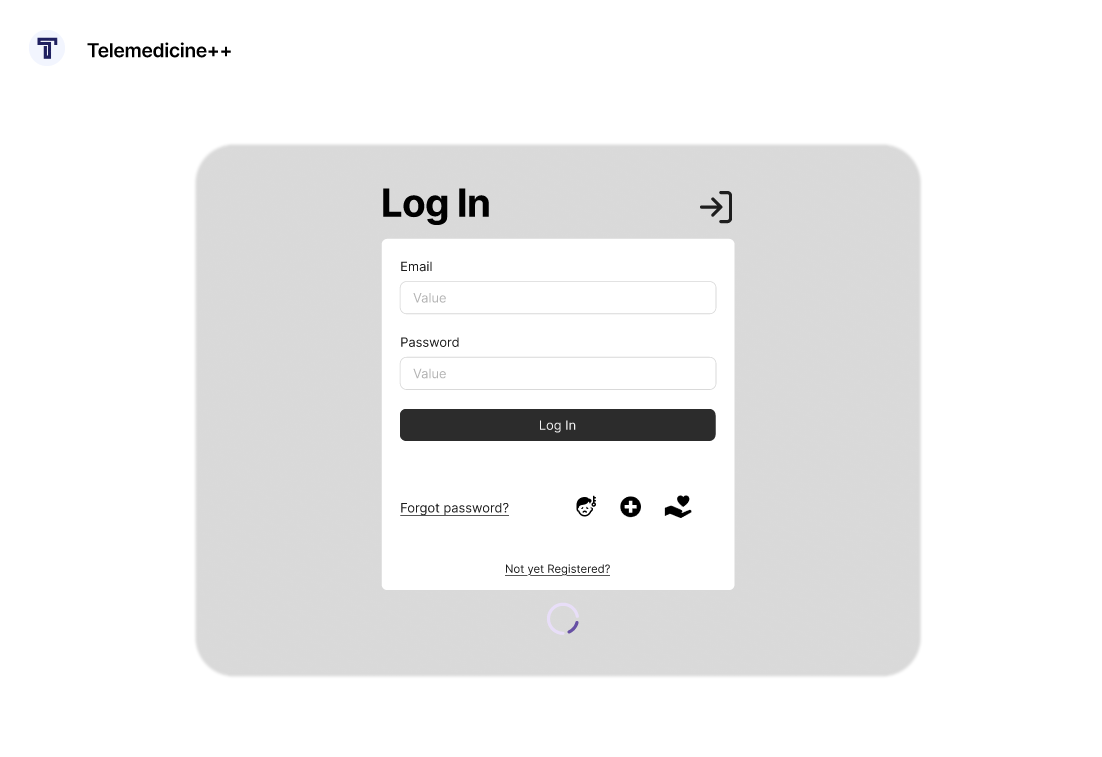 Telemedicine++
Log In
Email
Value
Password
Value
Log In
Forgot password?
Not yet Registered?